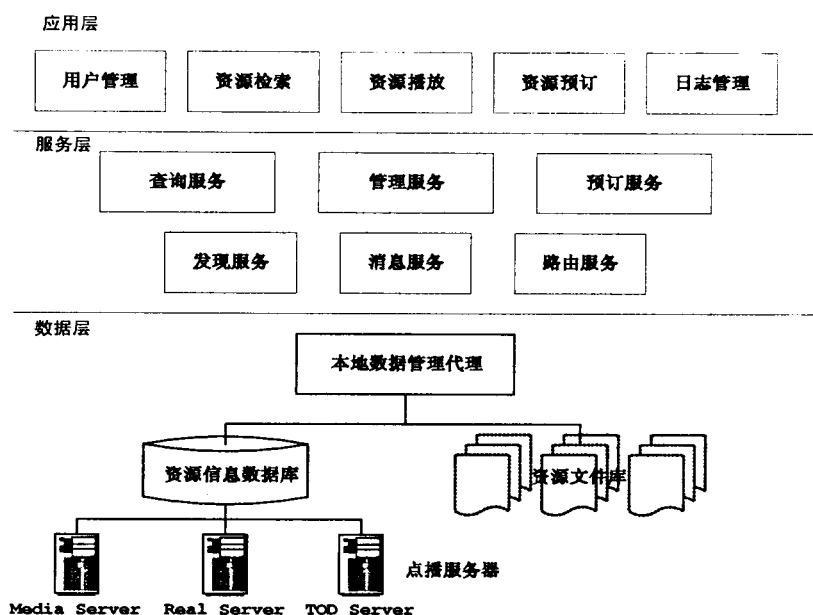 应用层
用户管理 资源检索 资源播放 资源预订 日志管理
服务层
查询服务 管理服务 预订服务
发现服务 消息服务 路由服务
数据层
本地数据管理代理
资源信息数据库 资源文件库
点播服务器
Media Server Real Server TOD Server